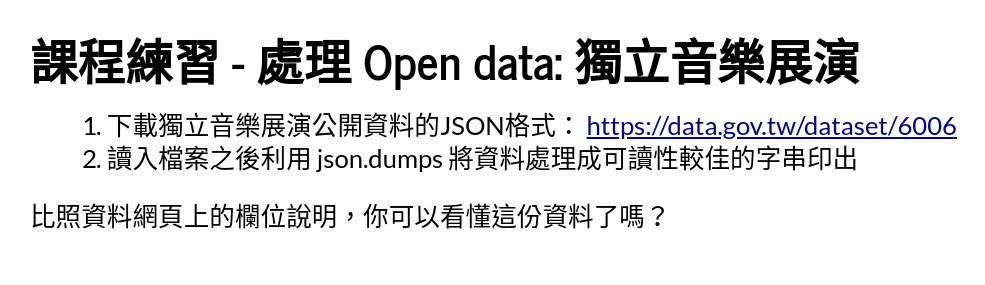 課程練習 - 處理 Open data: 獨立音樂展演
1. 下載獨立音樂展演公開資料的JSON格式： https://data.gov.tw/dataset/6006
2. 讀入檔案之後利用 json.dumps 將資料處理成可讀性較佳的字串印出
比照資料網頁上的欄位說明，你可以看懂這份資料了嗎？